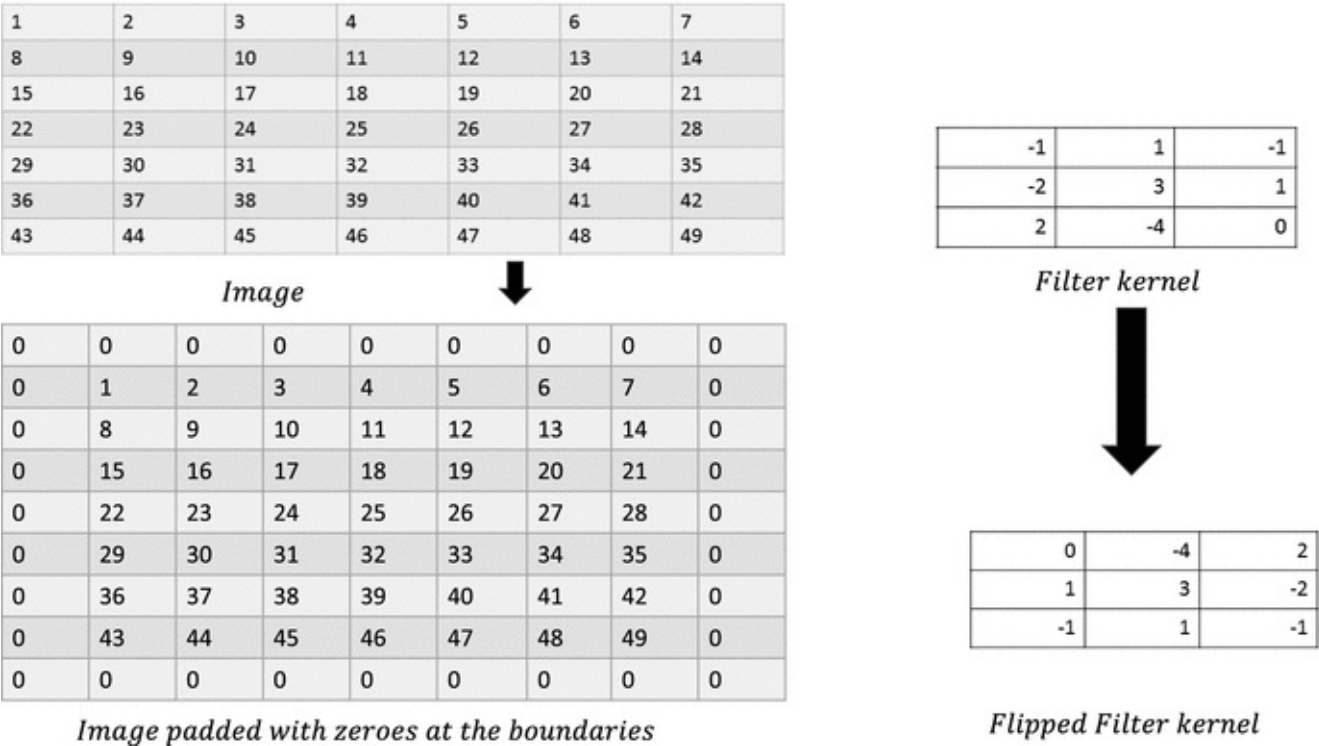 1 2 3 4 5 6 7
8 9 10 11 12 13 14
15 16 17 18 19 20 21
22 23 24 25 26 27 28
29 30 31 32 33 34 35
36 37 38 39 40 41 42
43 44 45 46 47 48 49
Image
0 0 0 0 0 0 0 0 0
0 1 2 3 4 5 6 7 0
0 8 9 10 11 12 13 14 0
0 15 16 17 18 19 20 21 0
0 22 23 24 25 26 27 28 0
0 29 30 31 32 33 34 35 0
0 36 37 38 39 40 41 42 0
0 43 44 45 46 47 48 49 0
0 0 0 0 0 0 0 0 0
Image padded with zeroes at the boundaries
-1 1 -1
-2 3 1
2 -4 0
Filter kernel
0 -4 2
1 3 -2
-1 1 -1
Flipped Filter kernel